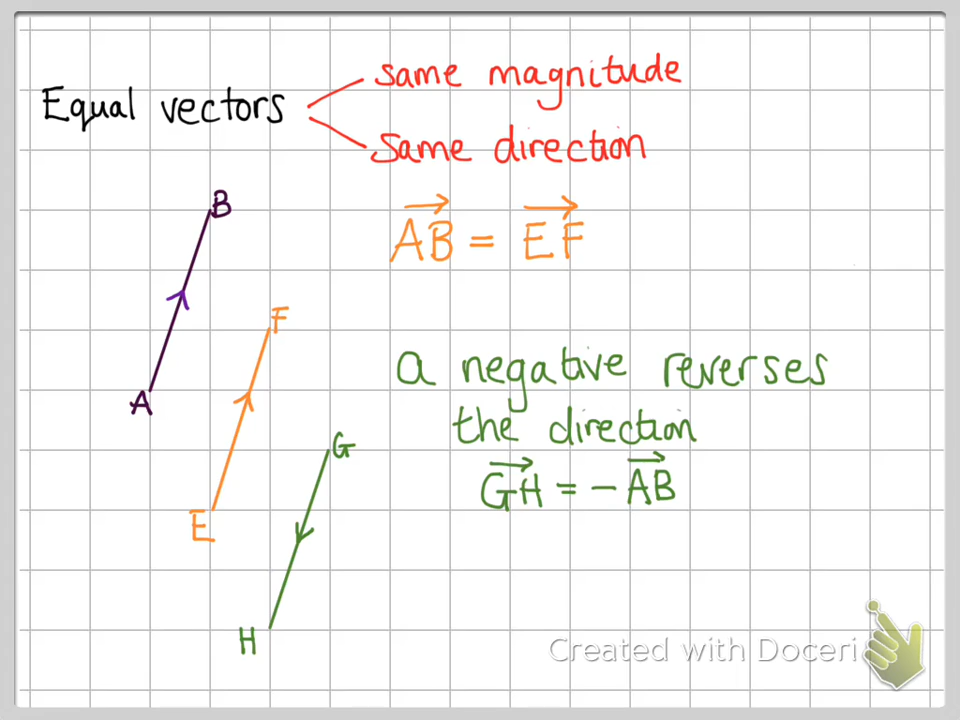 same magnitude
Equal vectors
same direction
B
AB = EF
F
a negative reverses
A
the direction
G
GH = -AB
E
H
Created with Doceri